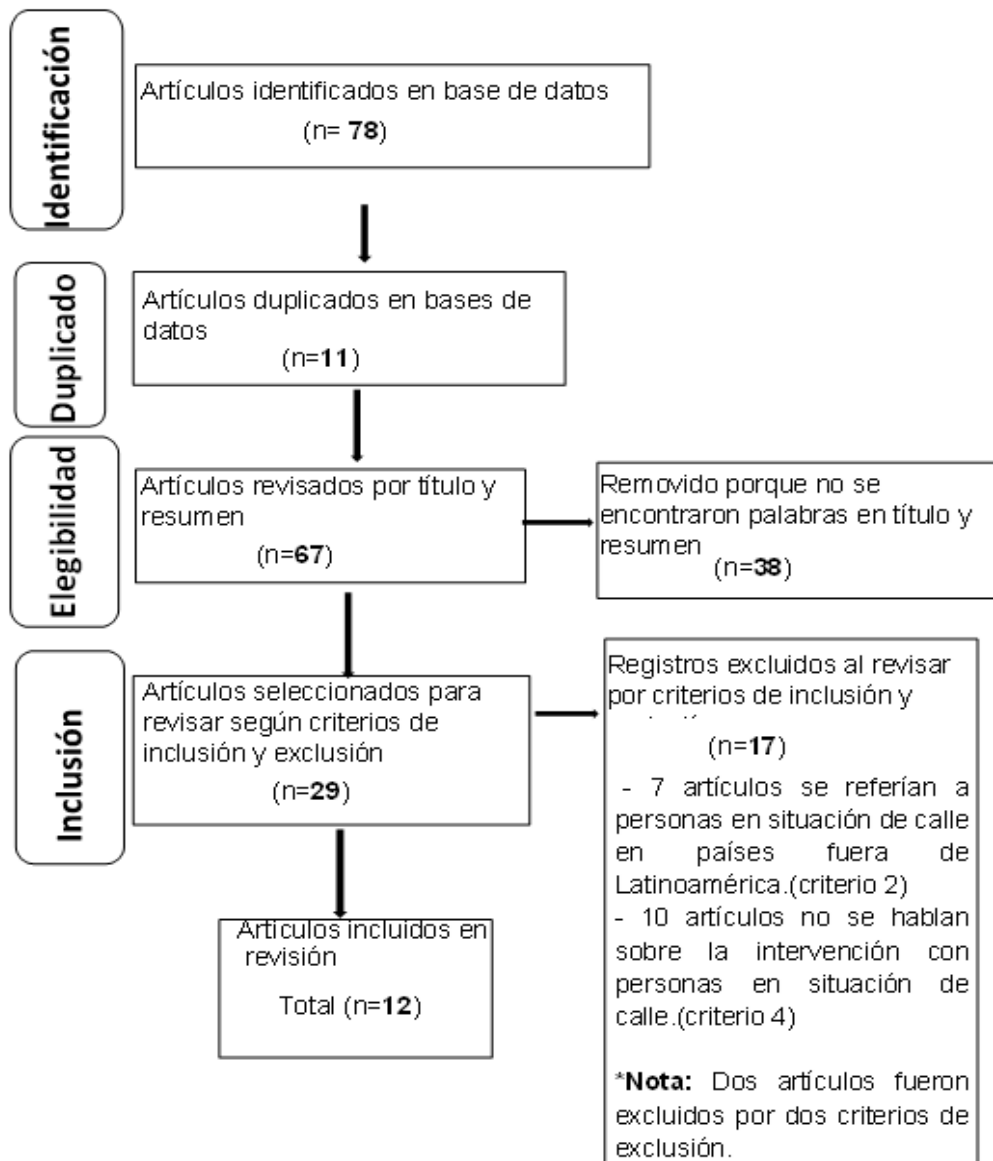 Identificación
Artículos identificados en base de datos
(n= 78)
Duplicado
Artículos duplicados en bases de
datos
(n=11)
Elegibilidad
Artículos revisados por título y
resumen
(n=67)
Removido porque no se
encontraron palabras en título y
resumen
(n=38)
Inclusión
Artículos seleccionados para
revisar según criterios de
inclusión y exclusión
(n=29)
Registros excluidos al revisar
por criterios de inclusión y
(n=17)
- 7 artículos se referían a
personas en situación de calle
en países fuera de
Latinoamérica.(criterio 2)
- 10 artículos no se hablan
sobre la intervención con
personas en situación de
calle.(criterio 4)
*Nota: Dos artículos fueron
excluidos por dos criterios de
exclusión.
Artículos incluidos en
revisión
Total (n=12)